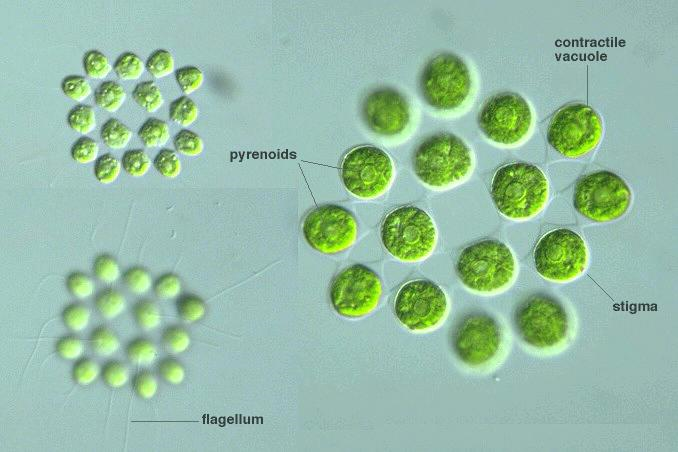 contractile
vacuole
pyrenoids
stigma
flagellum